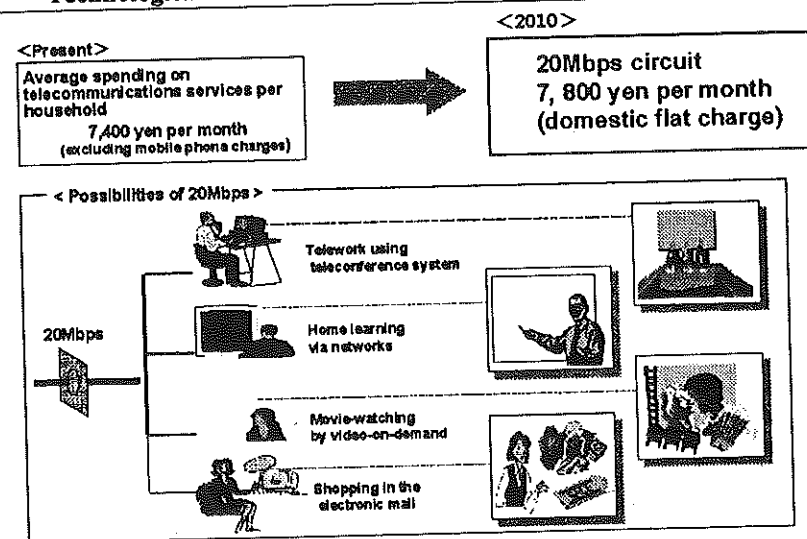 <Present>
Average spending on
telecommunications services per
household
7,400 yen per month
(excluding mobile phone charges)
<2010>
20Mbps circuit
7, 800 yen per month
(domestic flat charge)
< Possibilities of 20Mbps >
20Mbps
Telework using
teleconference system
Home learning
via networks
Movie-watching
by video-on-demand
Shopping in the
electronic mall